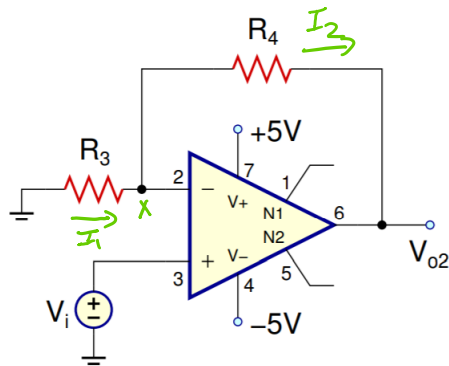 R4 I2
+5V
R3
2 − 7 1
V+ N1 6
X
I1
N2
+ V−
3 4 5
Vo2
Vi + −
−5V